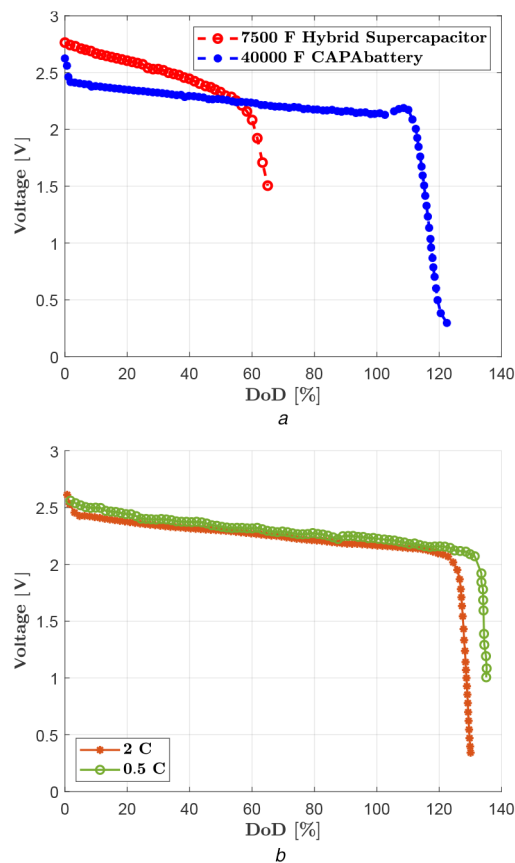 3
2.5
2
1.5
1
0.5
0
Voltage [V]
7500 F Hybrid Supercapacitor
40000 F CAPAbattery
0 20 40 60 80 100 120 140
DoD [%]
a
3
2.5
2
1.5
1
0.5
0
Voltage [V]
2 C
0.5 C
0 20 40 60 80 100 120 140
DoD [%]
b